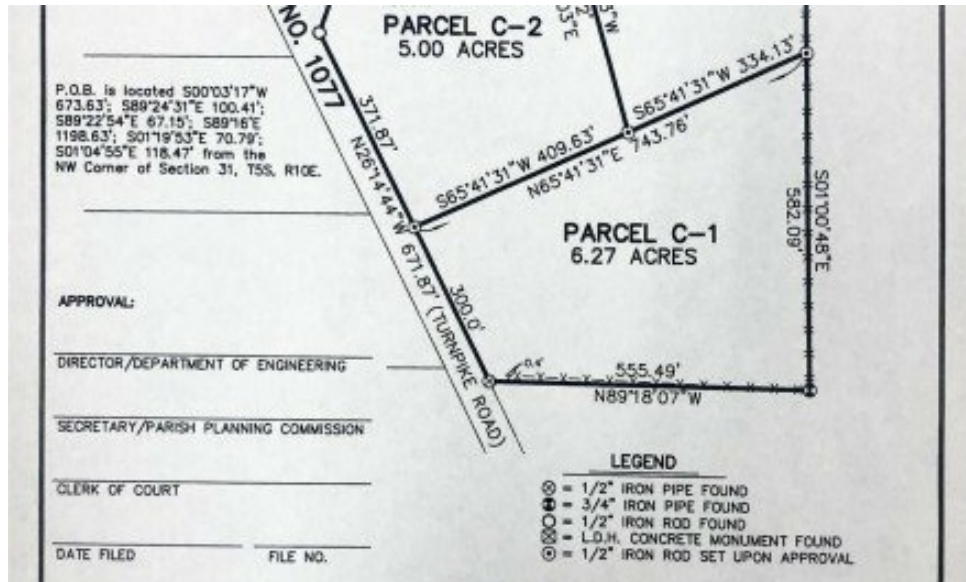 PARCEL C-2
5.00 ACRES
NO. 1077
P.O.B. is located S00°03'17"W
673.63'; S89°24'31"E 100.41';
S89°22'54"E 67.15'; S89°16'E
1198.63'; S01°19'53"E 70.79';
S01°04'55"E 118.47' from the
NW Corner of Section 31, T5S, R10E.
371.87'
N26°14'44"W 671.87' (TURNPIKE ROAD)
300.0'
S65°41'31"W 334.13'
S65°41'31"W 409.63'
N65°41'31"E 743.76'
S01°00'48"E
582.09'
PARCEL C-1
6.27 ACRES
0.4'
555.49'
N89°18'07"W
APPROVAL:
DIRECTOR/DEPARTMENT OF ENGINEERING
SECRETARY/PARISH PLANNING COMMISSION
CLERK OF COURT
DATE FILED FILE NO.
LEGEND
⊗ = 1/2" IRON PIPE FOUND
= 3/4" IRON PIPE FOUND
O = 1/2" IRON ROD FOUND
⊠ = L.D.H. CONCRETE MONUMENT FOUND
⊙ = 1/2" IRON ROD SET UPON APPROVAL